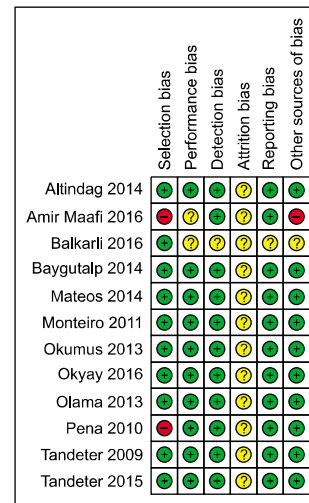 Selection bias
Performance bias
Detection bias
Attrition bias
Reporting bias
Other sources of bias
Altindag 2014 + + + ? + +
Amir Maafi 2016 – ? + ? + –
Balkarli 2016 + ? ? ? ? ?
Baygutalp 2014 + + + ? + +
Mateos 2014 + + + ? + +
Monteiro 2011 + + + ? + +
Okumus 2013 + + + ? + +
Okyay 2016 + + + ? + +
Olama 2013 + + + ? + +
Pena 2010 – + + ? + +
Tandeter 2009 + + + ? + +
Tandeter 2015 + + + ? + +